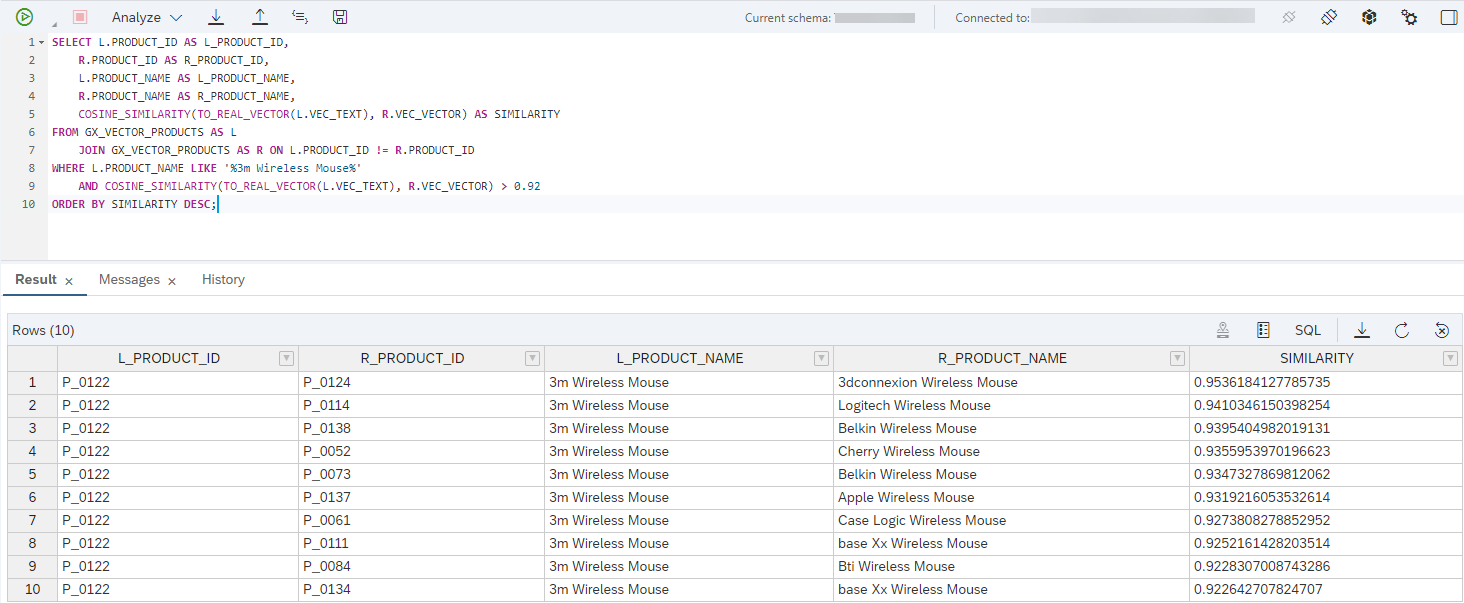 Analyze Current schema: Connected to:
1 SELECT L.PRODUCT_ID AS L_PRODUCT_ID,
2 R.PRODUCT_ID AS R_PRODUCT_ID,
3 L.PRODUCT_NAME AS L_PRODUCT_NAME,
4 R.PRODUCT_NAME AS R_PRODUCT_NAME,
5 COSINE_SIMILARITY(TO_REAL_VECTOR(L.VEC_TEXT), R.VEC_VECTOR) AS SIMILARITY
6 FROM GX_VECTOR_PRODUCTS AS L
7 JOIN GX_VECTOR_PRODUCTS AS R ON L.PRODUCT_ID != R.PRODUCT_ID
8 WHERE L.PRODUCT_NAME LIKE '%3m Wireless Mouse%'
9 AND COSINE_SIMILARITY(TO_REAL_VECTOR(L.VEC_TEXT), R.VEC_VECTOR) > 0.92
10 ORDER BY SIMILARITY DESC;
Result Messages History
Rows (10) SQL
L_PRODUCT_ID R_PRODUCT_ID L_PRODUCT_NAME R_PRODUCT_NAME SIMILARITY
1 P_0122 P_0124 3m Wireless Mouse 3dconnexion Wireless Mouse 0.9536184127785735
2 P_0122 P_0114 3m Wireless Mouse Logitech Wireless Mouse 0.9410346150398254
3 P_0122 P_0138 3m Wireless Mouse Belkin Wireless Mouse 0.9395404982019131
4 P_0122 P_0052 3m Wireless Mouse Cherry Wireless Mouse 0.9355953970196623
5 P_0122 P_0073 3m Wireless Mouse Belkin Wireless Mouse 0.9347327869812062
6 P_0122 P_0137 3m Wireless Mouse Apple Wireless Mouse 0.9319216053532614
7 P_0122 P_0061 3m Wireless Mouse Case Logic Wireless Mouse 0.9273808278852952
8 P_0122 P_0111 3m Wireless Mouse base Xx Wireless Mouse 0.9252161428203514
9 P_0122 P_0084 3m Wireless Mouse Bti Wireless Mouse 0.9228307008743286
10 P_0122 P_0134 3m Wireless Mouse base Xx Wireless Mouse 0.922642707824707